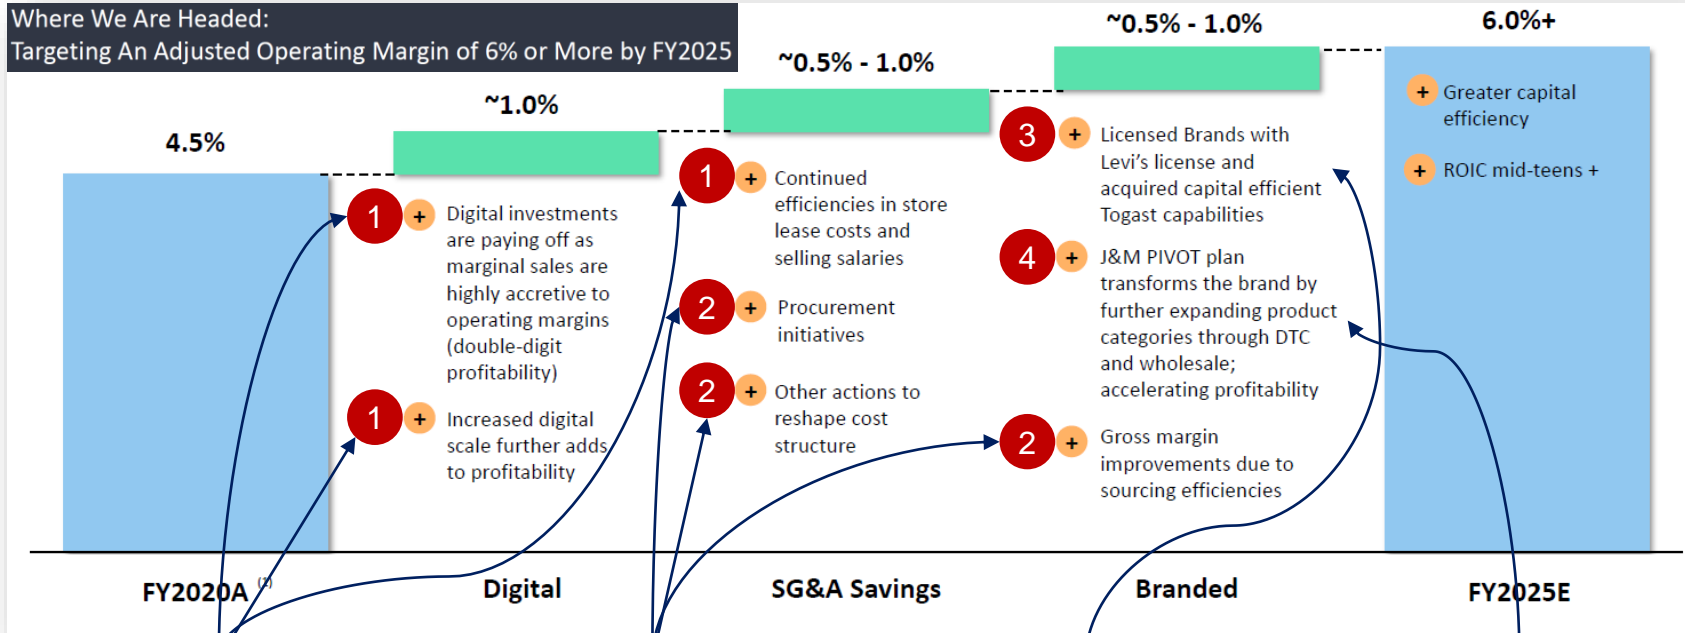 Where We Are Headed:
Targeting An Adjusted Operating Margin of 6% or More by FY2025
4.5%
~1.0%
~0.5% - 1.0%
~0.5% - 1.0%
6.0%+
1
+
Digital investments
are paying off as
marginal sales are
highly accretive to
operating margins
(double-digit
profitability)
1
+
Increased digital
scale further adds
to profitability
1
+
Continued
efficiencies in store
lease costs and
selling salaries
2
+
Procurement
initiatives
2
+
Other actions to
reshape cost
structure
3
+
Licensed Brands with
Levi’s license and
acquired capital efficient
Togast capabilities
4
+
J&M PIVOT plan
transforms the brand by
further expanding product
categories through DTC
and wholesale;
accelerating profitability
2
+
Gross margin
improvements due to
sourcing efficiencies
+
Greater capital
efficiency
+
ROIC mid-teens +
FY2020A (1)
Digital
SG&A Savings
Branded
FY2025E